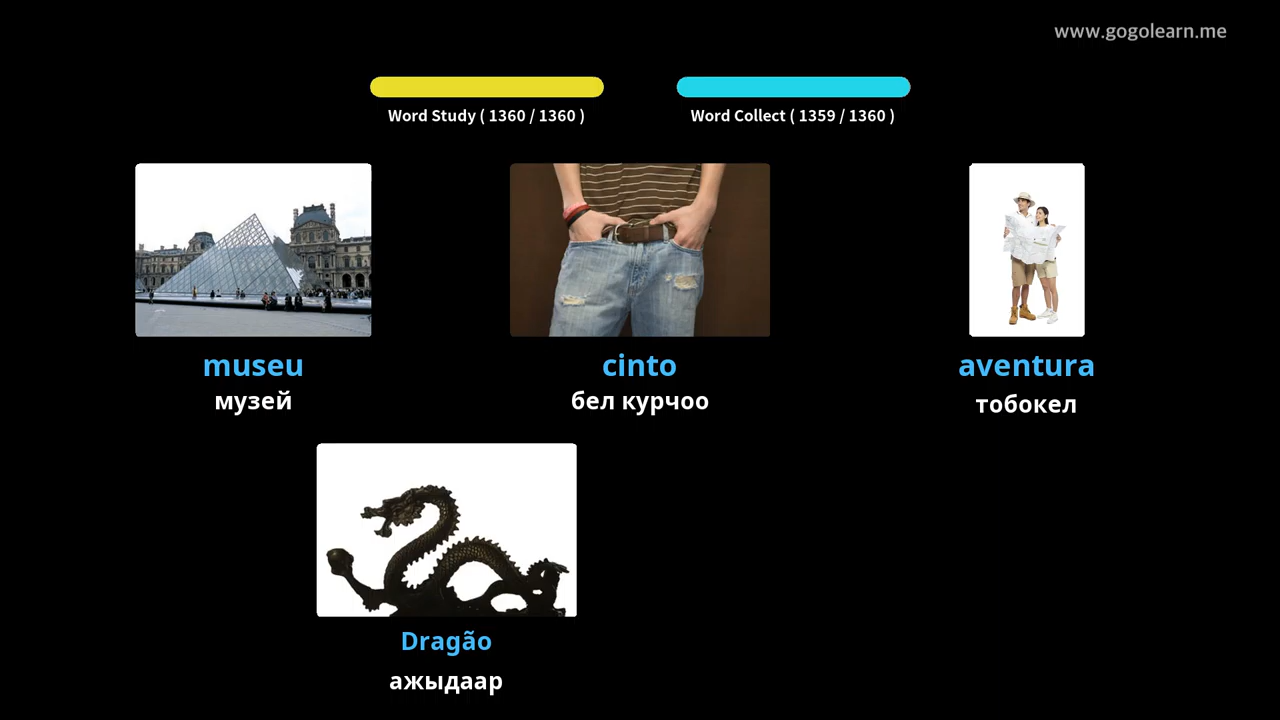 www.gogolearn.me
Word Study ( 1360 / 1360 )
Word Collect ( 1359 / 1360 )
museu
музей
cinto
бел курчоо
aventura
тобокел
Dragão
ажыдаар